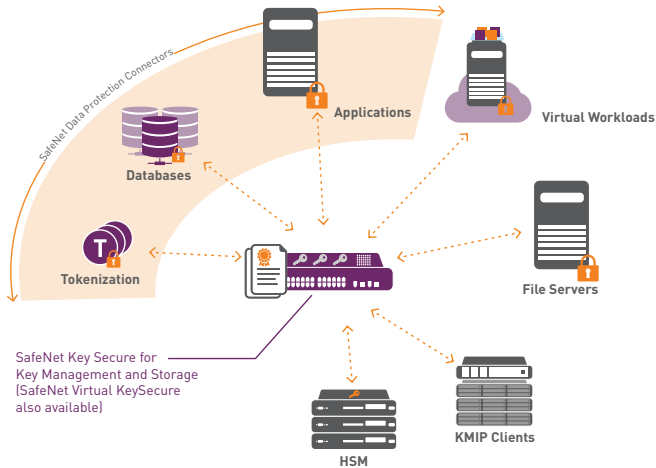 SafeNet Data Protection Connectors
Applications
Virtual Workloads
Databases
T
Tokenization
File Servers
SafeNet Key Secure for
Key Management and Storage
(SafeNet Virtual KeySecure
also available)
KMIP Clients
HSM